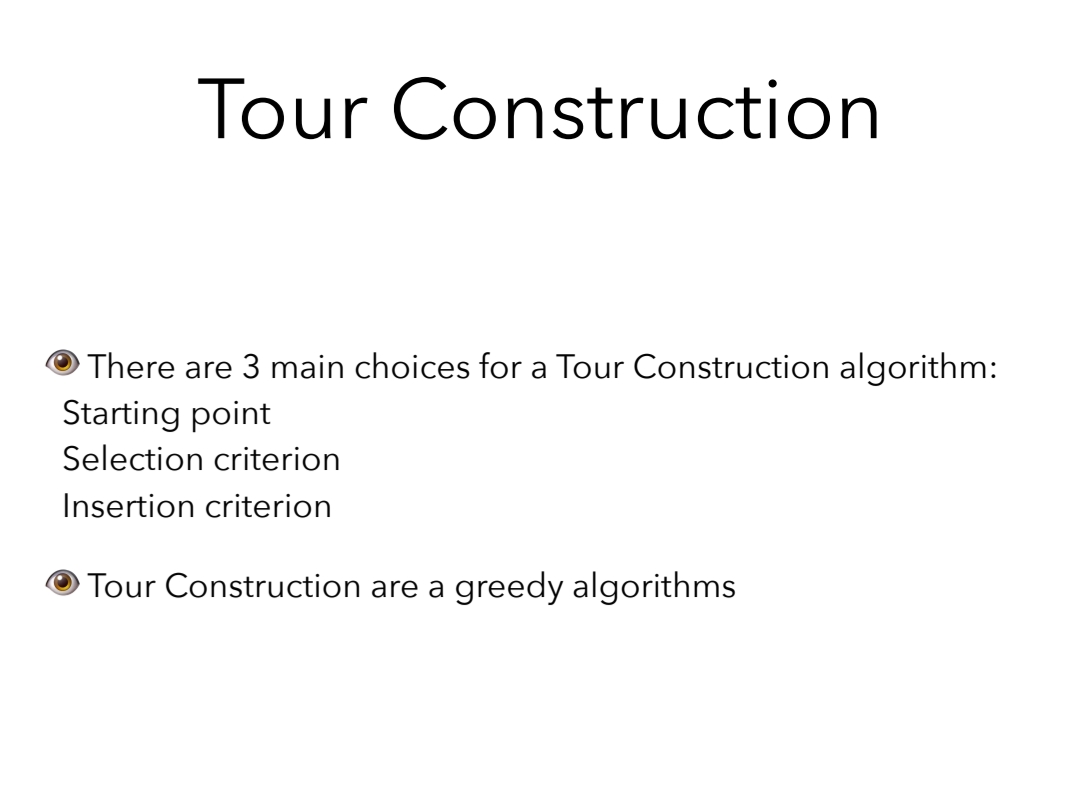 Tour Construction
👁 There are 3 main choices for a Tour Construction algorithm:
Starting point
Selection criterion
Insertion criterion
👁 Tour Construction are a greedy algorithms